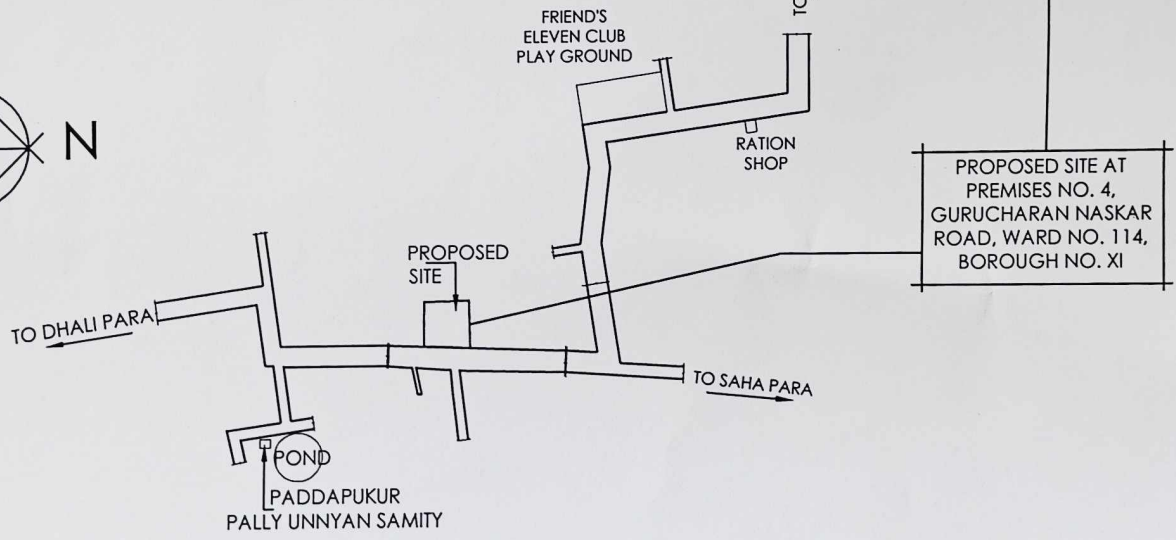 FRIEND'S
ELEVEN CLUB
PLAY GROUND
TO
N
RATION
SHOP
PROPOSED SITE AT
PREMISES NO. 4,
GURUCHARAN NASKAR
ROAD, WARD NO. 114,
BOROUGH NO. XI
PROPOSED
SITE
TO DHALI PARA
TO SAHA PARA
POND
PADDAPUKUR
PALLY UNNYAN SAMITY